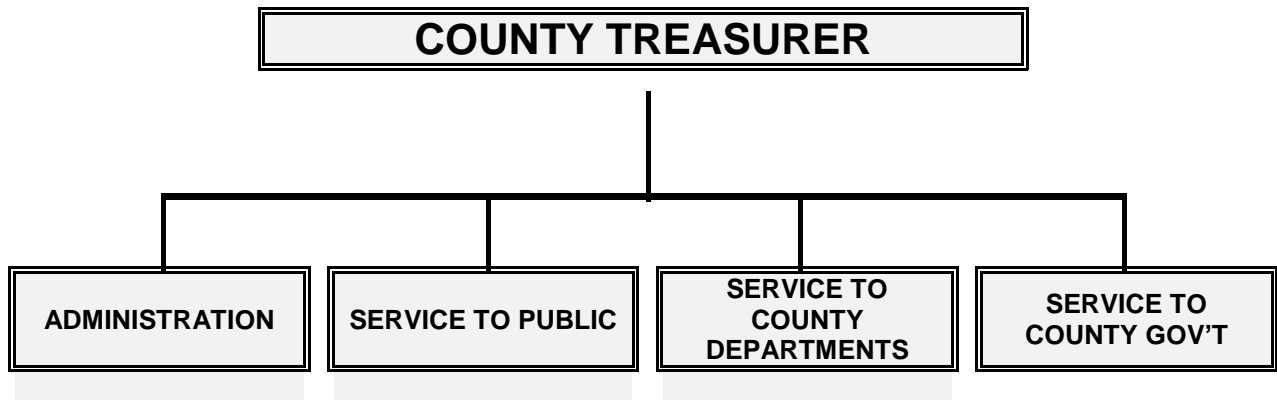 COUNTY TREASURER
ADMINISTRATION
SERVICE TO PUBLIC
SERVICE TO
COUNTY
DEPARTMENTS
SERVICE TO
COUNTY GOV’T